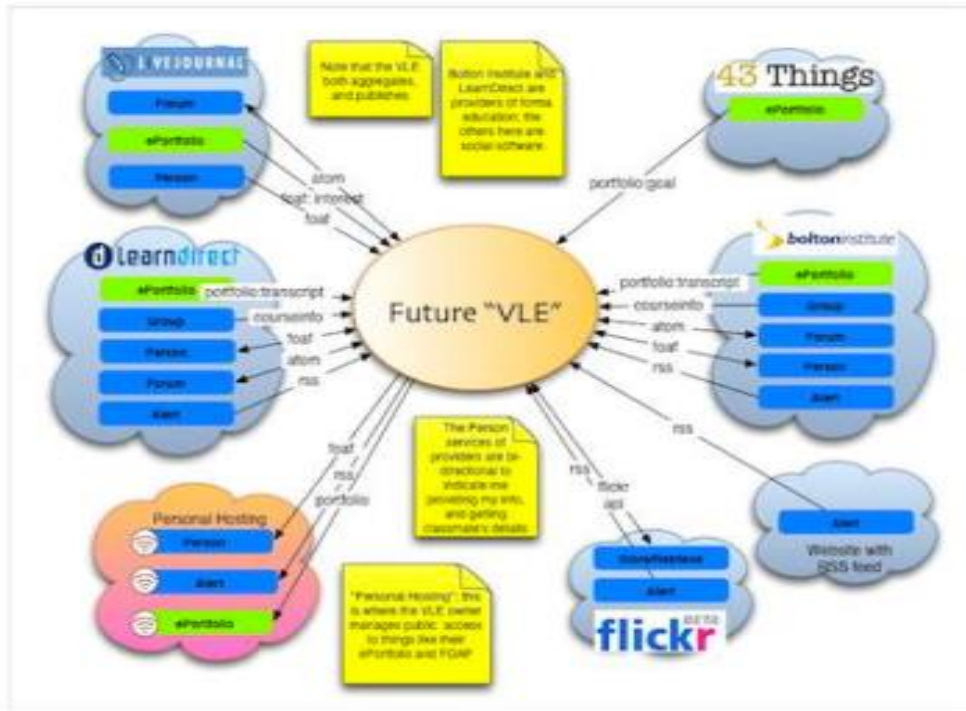 LIVEJOURNAL
Forum
ePortfolio
Person
Note that the VLE
both aggregates,
and publishes
Bolton Institute and
LearnDirect are
providers of formal
education; the
others here are
social software.
43 Things
ePortfolio
atom
foaf: interest
foaf
portfolio:goal
learndirect
ePortfolio
Group
Person
Forum
Alert
portfolio:transcript
courseinfo
foaf
atom
rss
Future "VLE"
boltoninstitute
ePortfolio
Group
Forum
Person
Alert
portfolio:transcript
courseinfo
atom
foaf
rss
foaf
rss
portfolio
The Person
services of
providers are bi-
directional to
indicate me
providing my info,
and getting
classmate's details
rss
flickr
api
rss
Personal Hosting
Person
Alert
ePortfolio
"Personal Hosting": this
is where the VLE owner
manages public access
to things like their
ePortfolio and FOAF
Alert
flickr
Alert
Website with
RSS feed